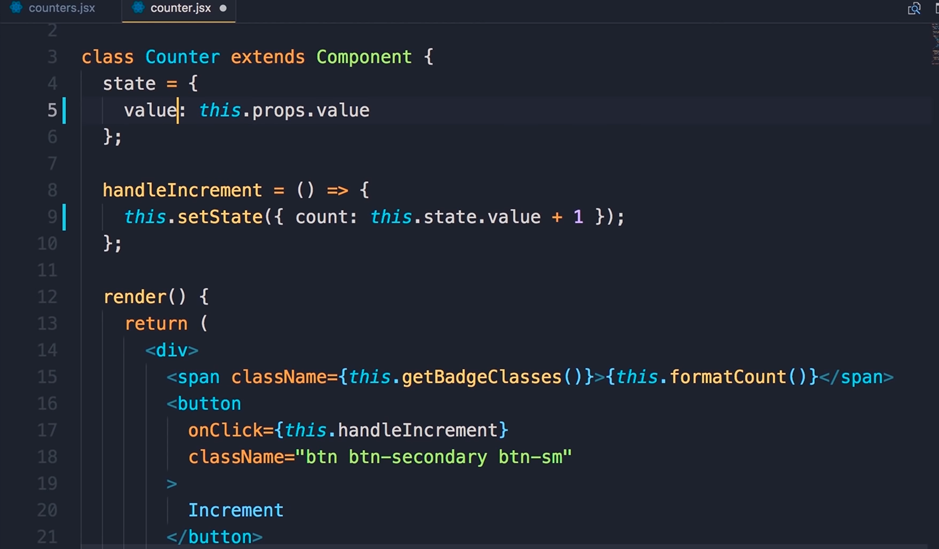 counters.jsx counter.jsx
2
3 class Counter extends Component {
4 state = {
5 value: this.props.value
6 };
7
8 handleIncrement = () => {
9 this.setState({ count: this.state.value + 1 });
10 };
11
12 render() {
13 return (
14 <div>
15 <span className={this.getBadgeClasses()}>{this.formatCount()}</span>
16 <button
17 onClick={this.handleIncrement}
18 className="btn btn-secondary btn-sm"
19 >
20 Increment
21 </button>